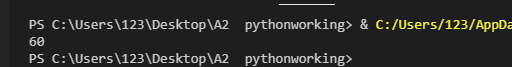 PS C:\Users\123\Desktop\A2  pythonworking> & C:/Users/123/AppDa
60
PS C:\Users\123\Desktop\A2  pythonworking>